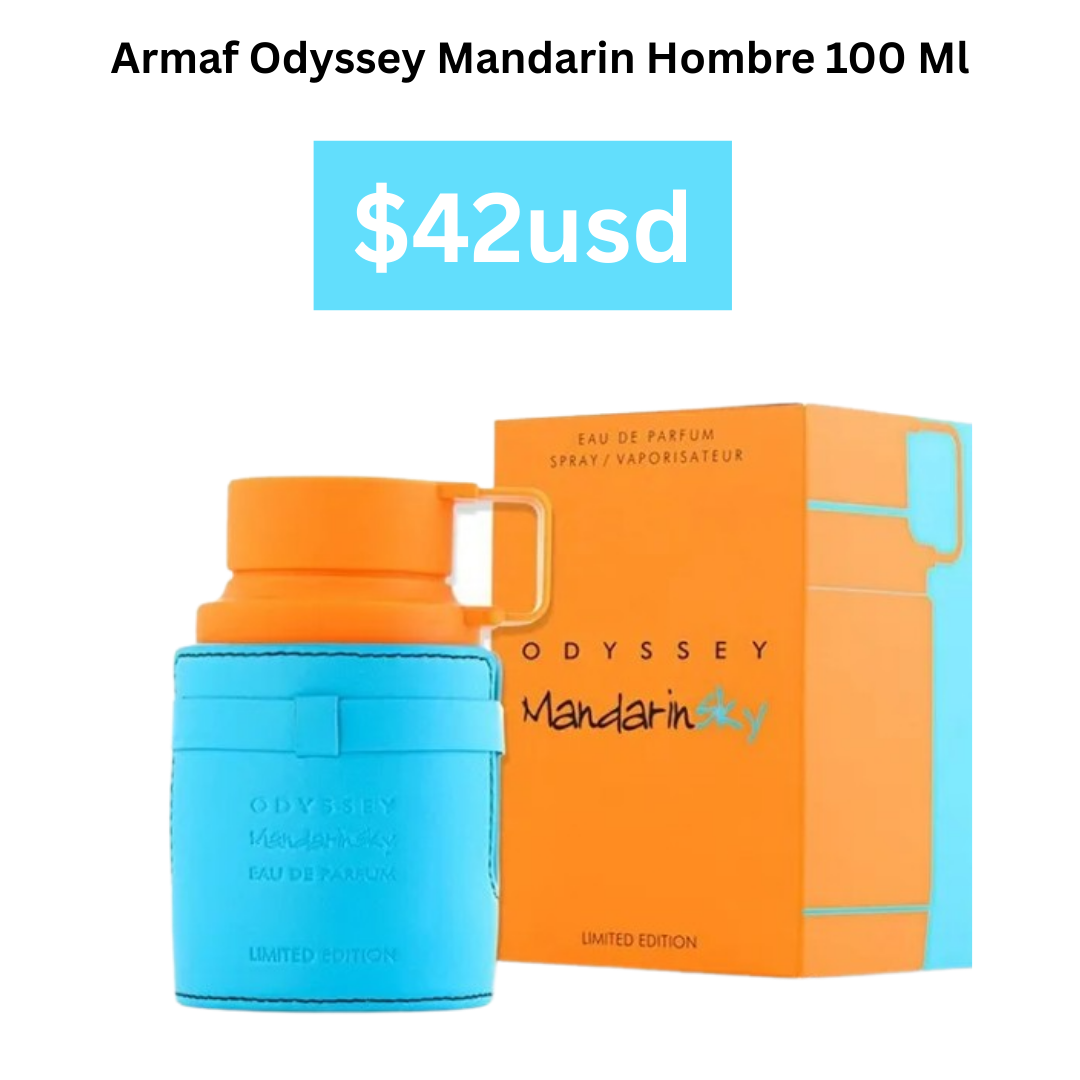 Armaf Odyssey Mandarin Hombre 100 Ml
$42usd
EAU DE PARFUM
SPRAY / VAPORISATEUR
ODYSSEY
MandarinSky
LIMITED EDITION
ODYSSEY
MandarinSky
EAU DE PARFUM
LIMITED EDITION